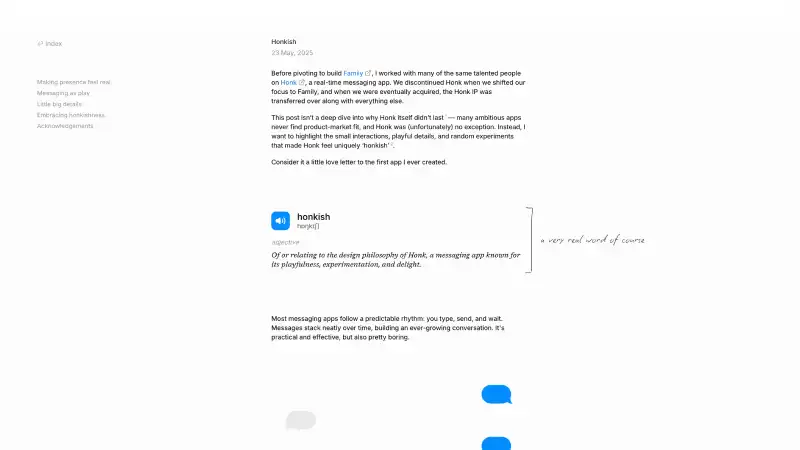 Index
Making presence feel real
Messaging as play
Little big details
Embracing honkishness
Acknowledgements
Honkish
23 May, 2025
Before pivoting to build Family, I worked with many of the same talented people
on Honk, a real-time messaging app. We discontinued Honk when we shifted our
focus to Family, and when we were eventually acquired, the Honk IP was
transferred over along with everything else.
This post isn't a deep dive into why Honk itself didn't last — many ambitious apps
never find product-market fit, and Honk was (unfortunately) no exception. Instead, I
want to highlight the small interactions, playful details, and random experiments
that made Honk feel uniquely 'honkish'.
Consider it a little love letter to the first app I ever created.
honkish
hɒŋkɪʃ
adjective
Of or relating to the design philosophy of Honk, a messaging app known for
its playfulness, experimentation, and delight.
a very real word of course
Most messaging apps follow a predictable rhythm: you type, send, and wait.
Messages stack neatly over time, building an ever-growing conversation. It's
practical and effective, but also pretty boring.